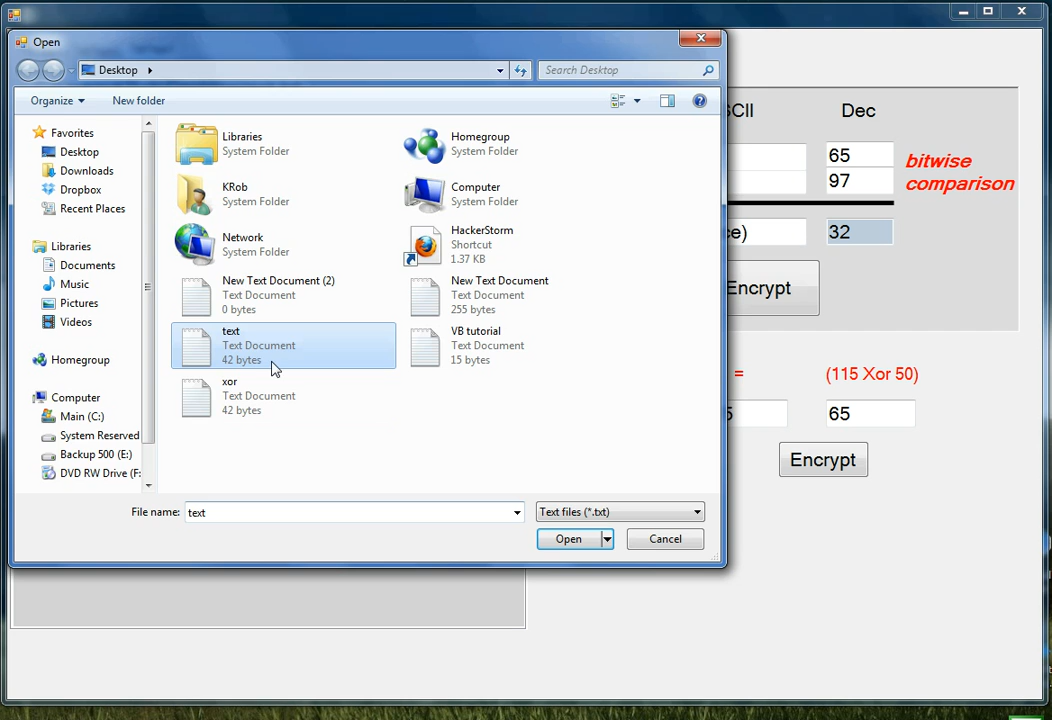 Open
Desktop
Search Desktop
Organize
New folder
Favorites
Desktop
Downloads
Dropbox
Recent Places
Libraries
Documents
Music
Pictures
Videos
Homegroup
Computer
Main (C:)
System Reserved
Backup 500 (E:)
DVD RW Drive (F:
Libraries
System Folder
Homegroup
System Folder
KRob
System Folder
Computer
System Folder
Network
System Folder
HackerStorm
Shortcut
1.37 KB
New Text Document (2)
Text Document
0 bytes
New Text Document
Text Document
255 bytes
text
Text Document
42 bytes
VB tutorial
Text Document
15 bytes
xor
Text Document
42 bytes
File name: text
Text files (*.txt)
Open
Cancel
SCII Dec
65
97
bitwise
comparison
ce) 32
Encrypt
= (115 Xor 50)
5 65
Encrypt